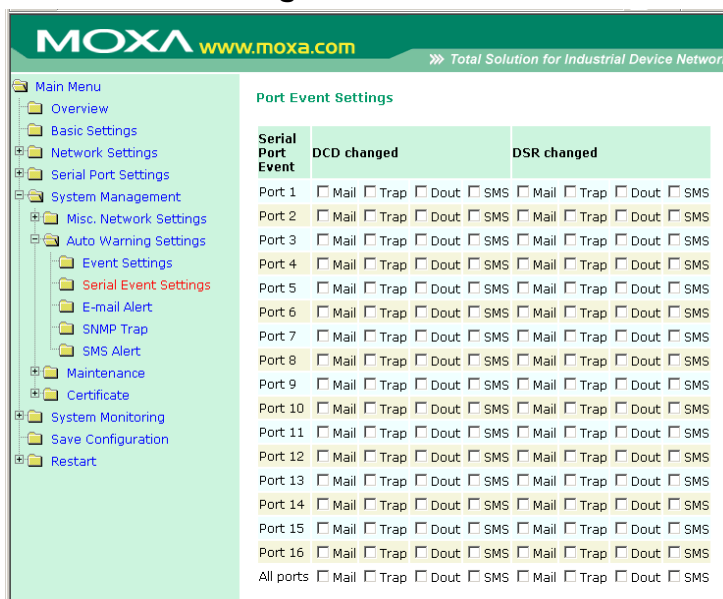 MOXA www.moxa.com
Total Solution for Industrial Device Networ
Main Menu
Overview
Basic Settings
Network Settings
Serial Port Settings
System Management
Misc. Network Settings
Auto Warning Settings
Event Settings
Serial Event Settings
E-mail Alert
SNMP Trap
SMS Alert
Maintenance
Certificate
System Monitoring
Save Configuration
Restart
Port Event Settings
Serial Port Event DCD changed DSR changed
Port 1 Mail Trap Dout SMS Mail Trap Dout SMS
Port 2 Mail Trap Dout SMS Mail Trap Dout SMS
Port 3 Mail Trap Dout SMS Mail Trap Dout SMS
Port 4 Mail Trap Dout SMS Mail Trap Dout SMS
Port 5 Mail Trap Dout SMS Mail Trap Dout SMS
Port 6 Mail Trap Dout SMS Mail Trap Dout SMS
Port 7 Mail Trap Dout SMS Mail Trap Dout SMS
Port 8 Mail Trap Dout SMS Mail Trap Dout SMS
Port 9 Mail Trap Dout SMS Mail Trap Dout SMS
Port 10 Mail Trap Dout SMS Mail Trap Dout SMS
Port 11 Mail Trap Dout SMS Mail Trap Dout SMS
Port 12 Mail Trap Dout SMS Mail Trap Dout SMS
Port 13 Mail Trap Dout SMS Mail Trap Dout SMS
Port 14 Mail Trap Dout SMS Mail Trap Dout SMS
Port 15 Mail Trap Dout SMS Mail Trap Dout SMS
Port 16 Mail Trap Dout SMS Mail Trap Dout SMS
All ports Mail Trap Dout SMS Mail Trap Dout SMS